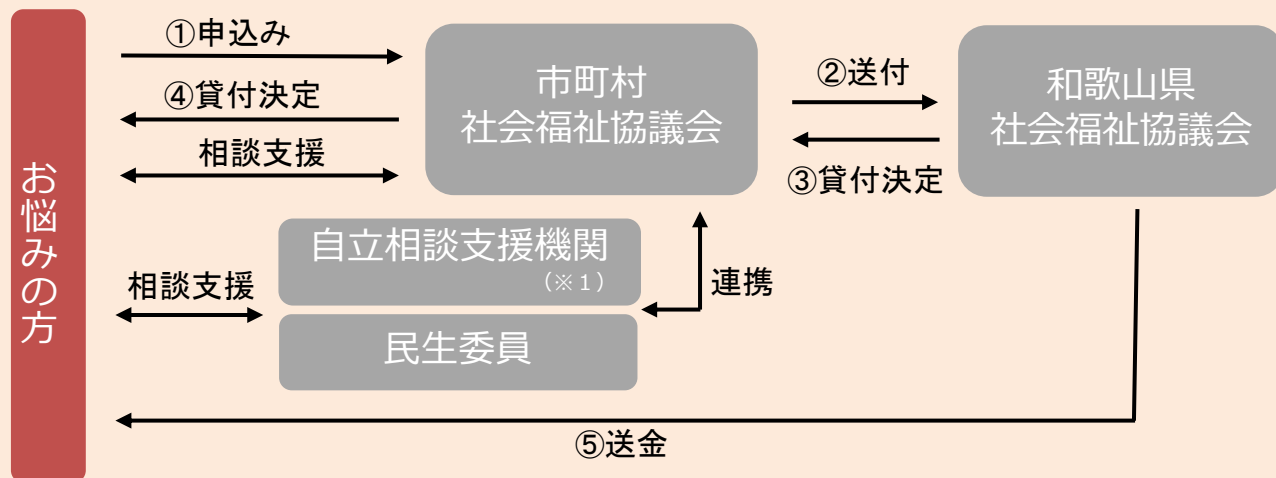 お悩みの方
①申込み
④貸付決定
相談支援
市町村
社会福祉協議会
②送付
③貸付決定
和歌山県
社会福祉協議会
相談支援
自立相談支援機関
（※１）
民生委員
連携
⑤送金